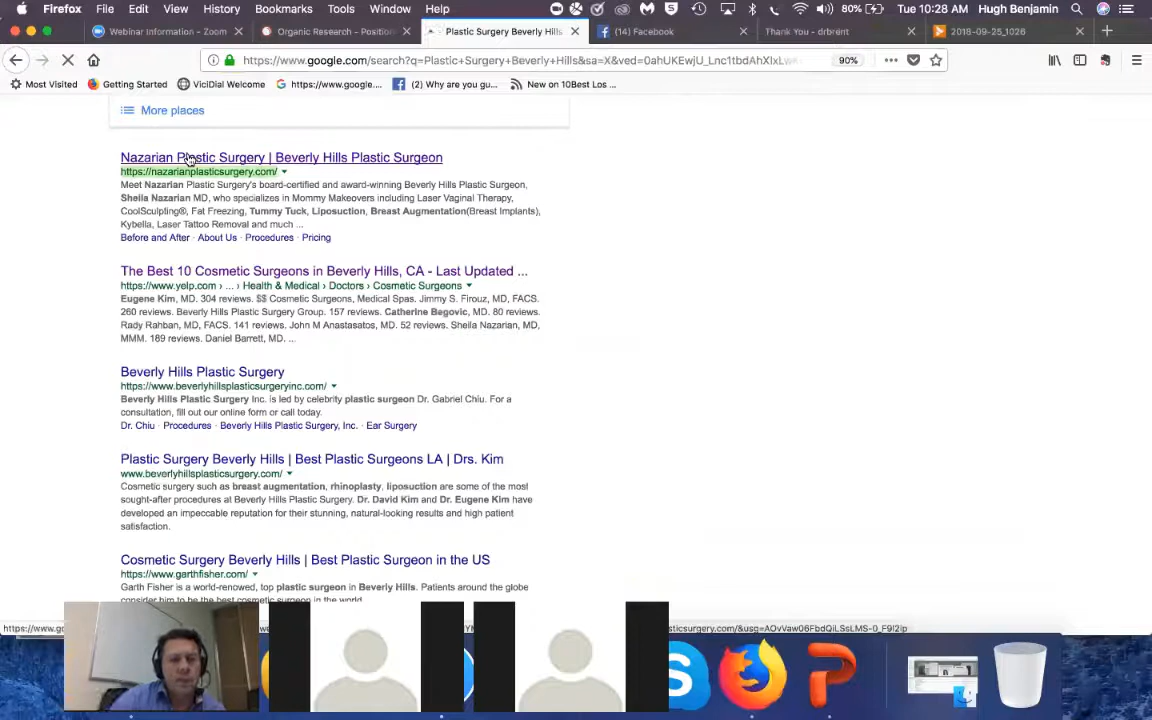 Firefox File Edit View History Bookmarks Tools Window Help 80% Tue 10:28 AM Hugh Benjamin
Webinar Information - Zoom
Organic Research - Position
Plastic Surgery Beverly Hills
(14) Facebook
Thank You - drbrent
2018-09-25_1026
https://www.google.com/search?q=Plastic+Surgery+Beverly+Hills&sa=X&ved=
90%
Most Visited Getting Started ViciDial Welcome https://www.google.... (2) Why are you gu... New on 10Best Los ...
More places
Nazarian Plastic Surgery | Beverly Hills Plastic Surgeon
https://nazarianplasticsurgery.com/
Meet Nazarian Plastic Surgery's board-certified and award-winning Beverly Hills Plastic Surgeon,
Sheila Nazarian MD, who specializes in Mommy Makeovers including Laser Vaginal Therapy,
CoolSculpting®, Fat Freezing, Tummy Tuck, Liposuction, Breast Augmentation(Breast Implants),
Kybella, Laser Tattoo Removal and much ...
Before and After · About Us · Procedures · Pricing
The Best 10 Cosmetic Surgeons in Beverly Hills, CA - Last Updated ...
https://www.yelp.com › ... › Health & Medical › Doctors › Cosmetic Surgeons
Eugene Kim, MD. 304 reviews. $$ Cosmetic Surgeons, Medical Spas. Jimmy S. Firouz, MD, FACS.
260 reviews. Beverly Hills Plastic Surgery Group. 157 reviews. Catherine Begovic, MD. 80 reviews.
Rady Rahban, MD, FACS. 141 reviews. John M Anastasatos, MD. 52 reviews. Sheila Nazarian, MD,
MMM. 189 reviews. Daniel Barrett, MD. ...
Beverly Hills Plastic Surgery
https://www.beverlyhillsplasticsurgeryinc.com/
Beverly Hills Plastic Surgery Inc. is led by celebrity plastic surgeon Dr. Gabriel Chiu. For a
consultation, fill out our online form or call today.
Dr. Chiu · Procedures · Beverly Hills Plastic Surgery, Inc. · Ear Surgery
Plastic Surgery Beverly Hills | Best Plastic Surgeons LA | Drs. Kim
www.beverlyhillsplasticsurgery.com/
Cosmetic surgery such as breast augmentation, rhinoplasty, liposuction are some of the most
sought-after procedures at Beverly Hills Plastic Surgery. Dr. David Kim and Dr. Eugene Kim have
developed an impeccable reputation for their stunning, natural-looking results and high patient
satisfaction.
Cosmetic Surgery Beverly Hills | Best Plastic Surgeon in the US
https://www.garthfisher.com/
Garth Fisher is a world-renowned, top plastic surgeon in Beverly Hills. Patients around the globe
consider him to be the best cosmetic surgeon in the world.